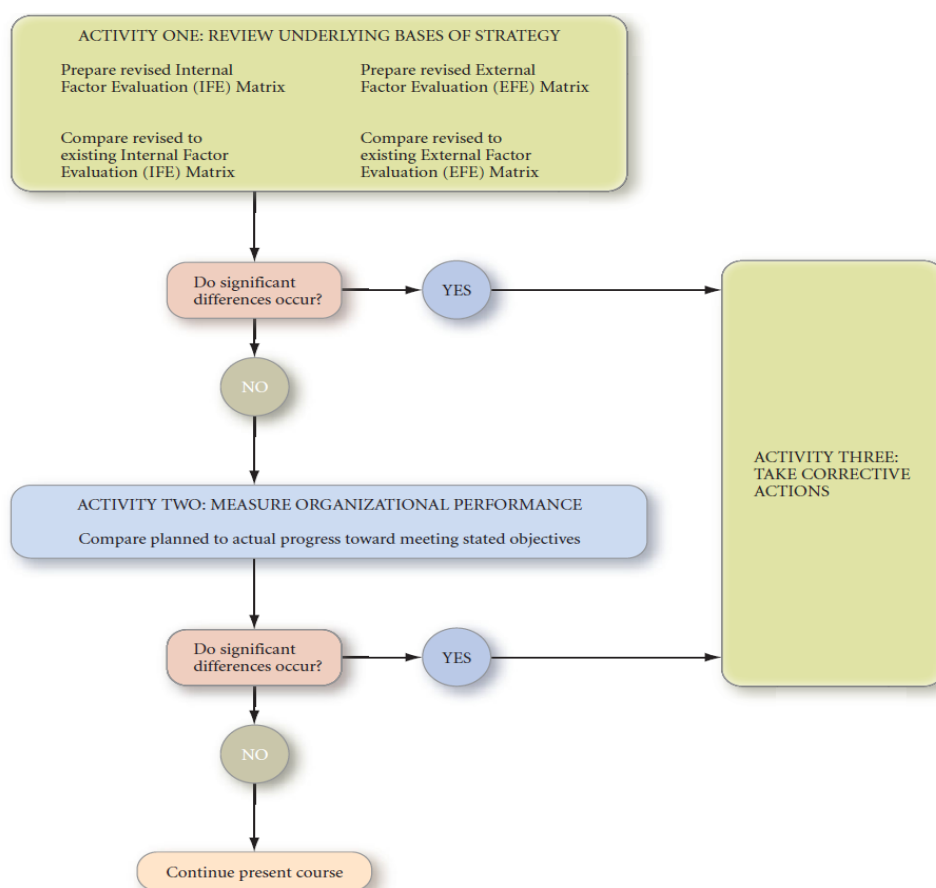 ACTIVITY ONE: REVIEW UNDERLYING BASES OF STRATEGY
Prepare revised Internal
Factor Evaluation (IFE) Matrix
Prepare revised External
Factor Evaluation (EFE) Matrix
Compare revised to
existing Internal Factor
Evaluation (IFE) Matrix
Compare revised to
existing External Factor
Evaluation (EFE) Matrix
Do significant
differences occur?
YES
NO
ACTIVITY THREE:
TAKE CORRECTIVE
ACTIONS
ACTIVITY TWO: MEASURE ORGANIZATIONAL PERFORMANCE
Compare planned to actual progress toward meeting stated objectives
Do significant
differences occur?
YES
NO
Continue present course